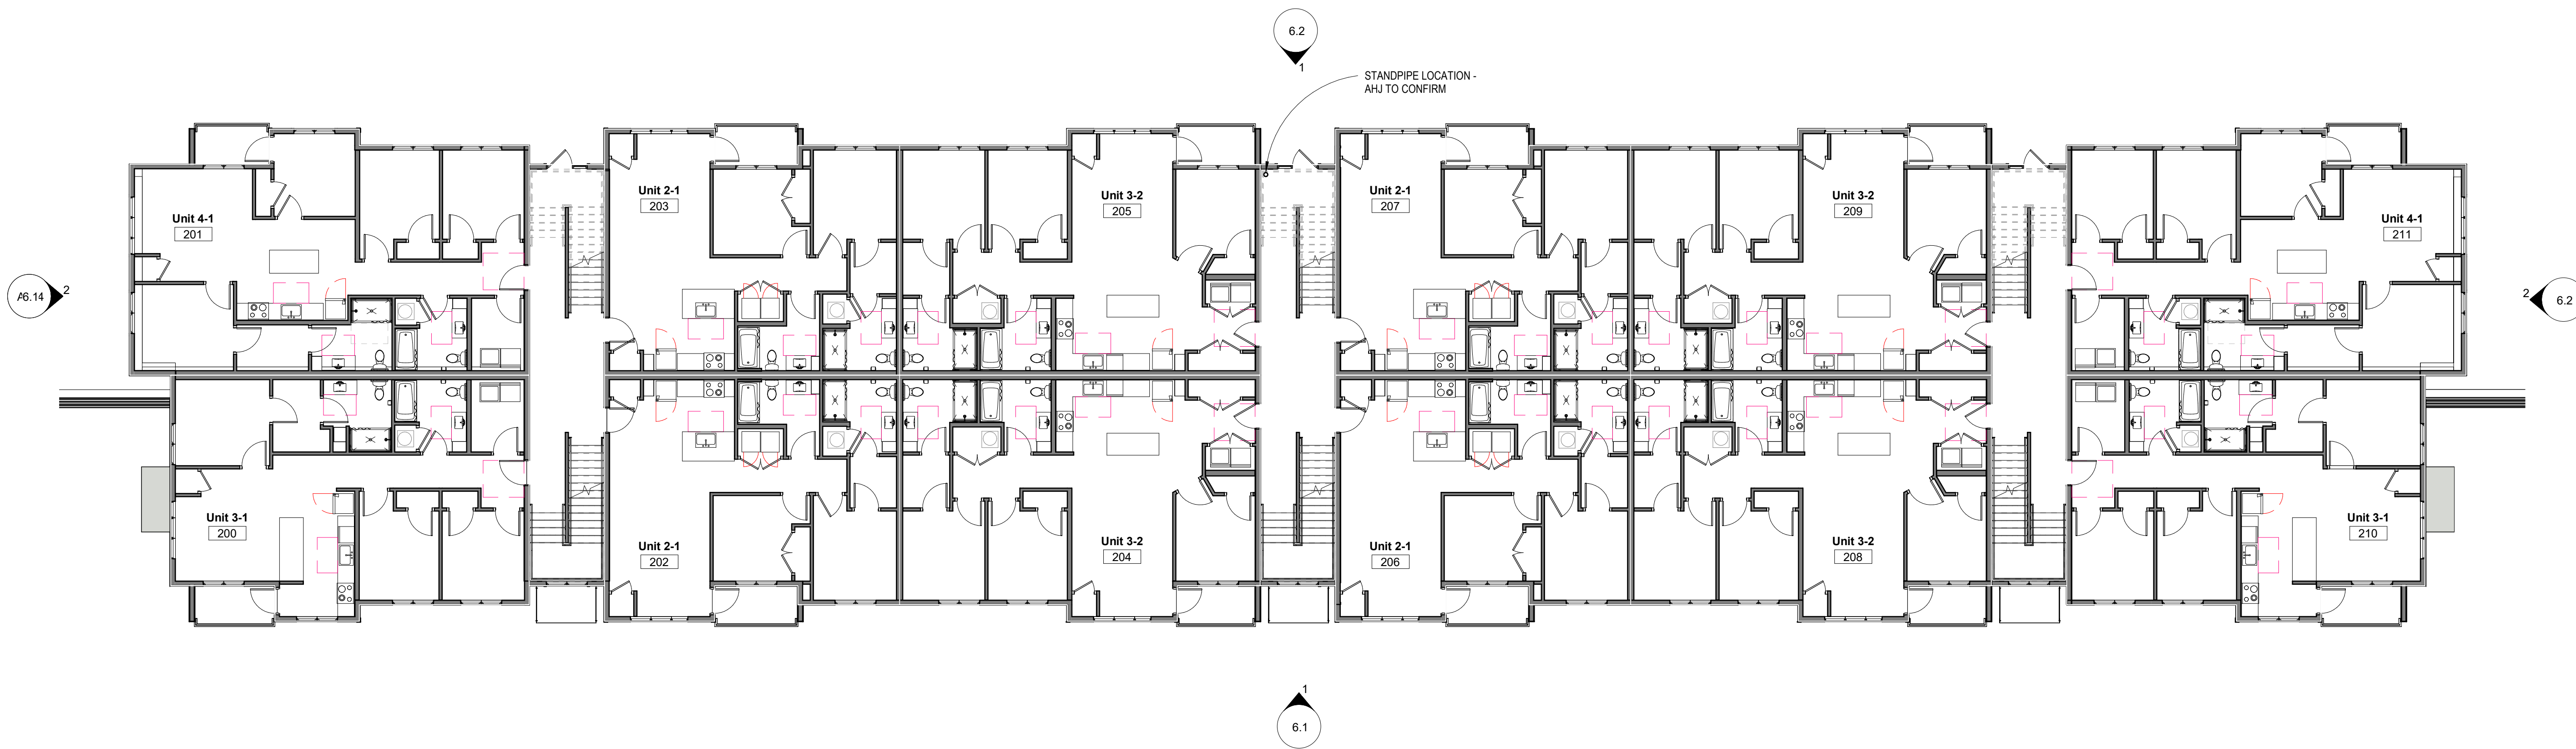 6.2
1
STANDPIPE LOCATION -
AHJ TO CONFIRM
Unit 4-1
201
Unit 2-1
203
Unit 3-2
205
Unit 2-1
207
Unit 3-2
209
Unit 4-1
211
A6.14
2
2
6.2
Unit 3-1
200
Unit 2-1
202
Unit 3-2
204
Unit 2-1
206
Unit 3-2
208
Unit 3-1
210
1
6.1